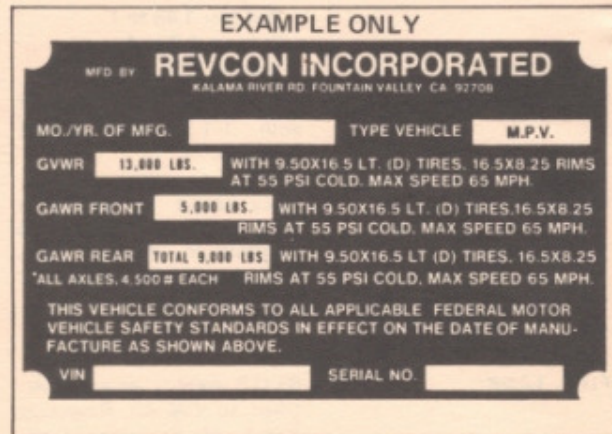 EXAMPLE ONLY
MFD. BY REVCON INCORPORATED
KALAMA RIVER RD. FOUNTAIN VALLEY, CA. 92708
MO./YR. OF MFG. TYPE VEHICLE M.P.V.
GVWR 13,000 LBS. WITH 9.50X16.5 LT. (D) TIRES, 16.5X8.25 RIMS
AT 55 PSI COLD. MAX SPEED 65 MPH.
GAWR FRONT 5,000 LBS. WITH 9.50X16.5 LT. (D) TIRES,16.5X8.25
RIMS AT 55 PSI COLD. MAX SPEED 65 MPH.
GAWR REAR TOTAL 9,000 LBS. WITH 9.50X16.5 LT (D) TIRES, 16.5X8.25
*ALL AXLES, 4,500# EACH RIMS AT 55 PSI COLD, MAX SPEED 65 MPH.
THIS VEHICLE CONFORMS TO ALL APPLICABLE FEDERAL MOTOR
VEHICLE SAFETY STANDARDS IN EFFECT ON THE DATE OF MANU-
FACTURE AS SHOWN ABOVE.
VIN SERIAL NO.